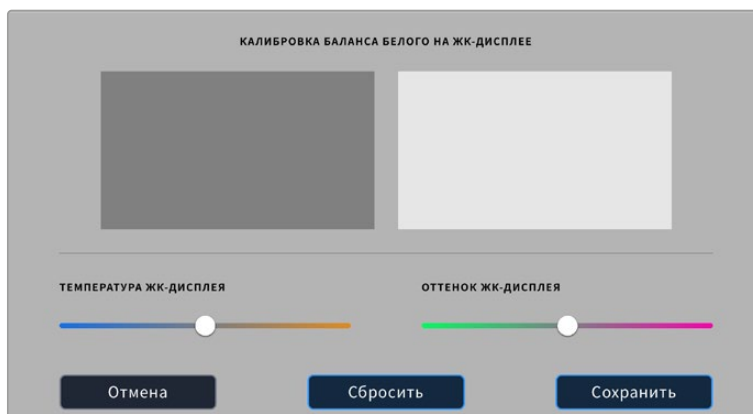 КАЛИБРОВКА БАЛАНСА БЕЛОГО НА ЖК-ДИСПЛЕЕ
ТЕМПЕРАТУРА ЖК-ДИСПЛЕЯ
ОТТЕНОК ЖК-ДИСПЛЕЯ
Отмена
Сбросить
Сохранить